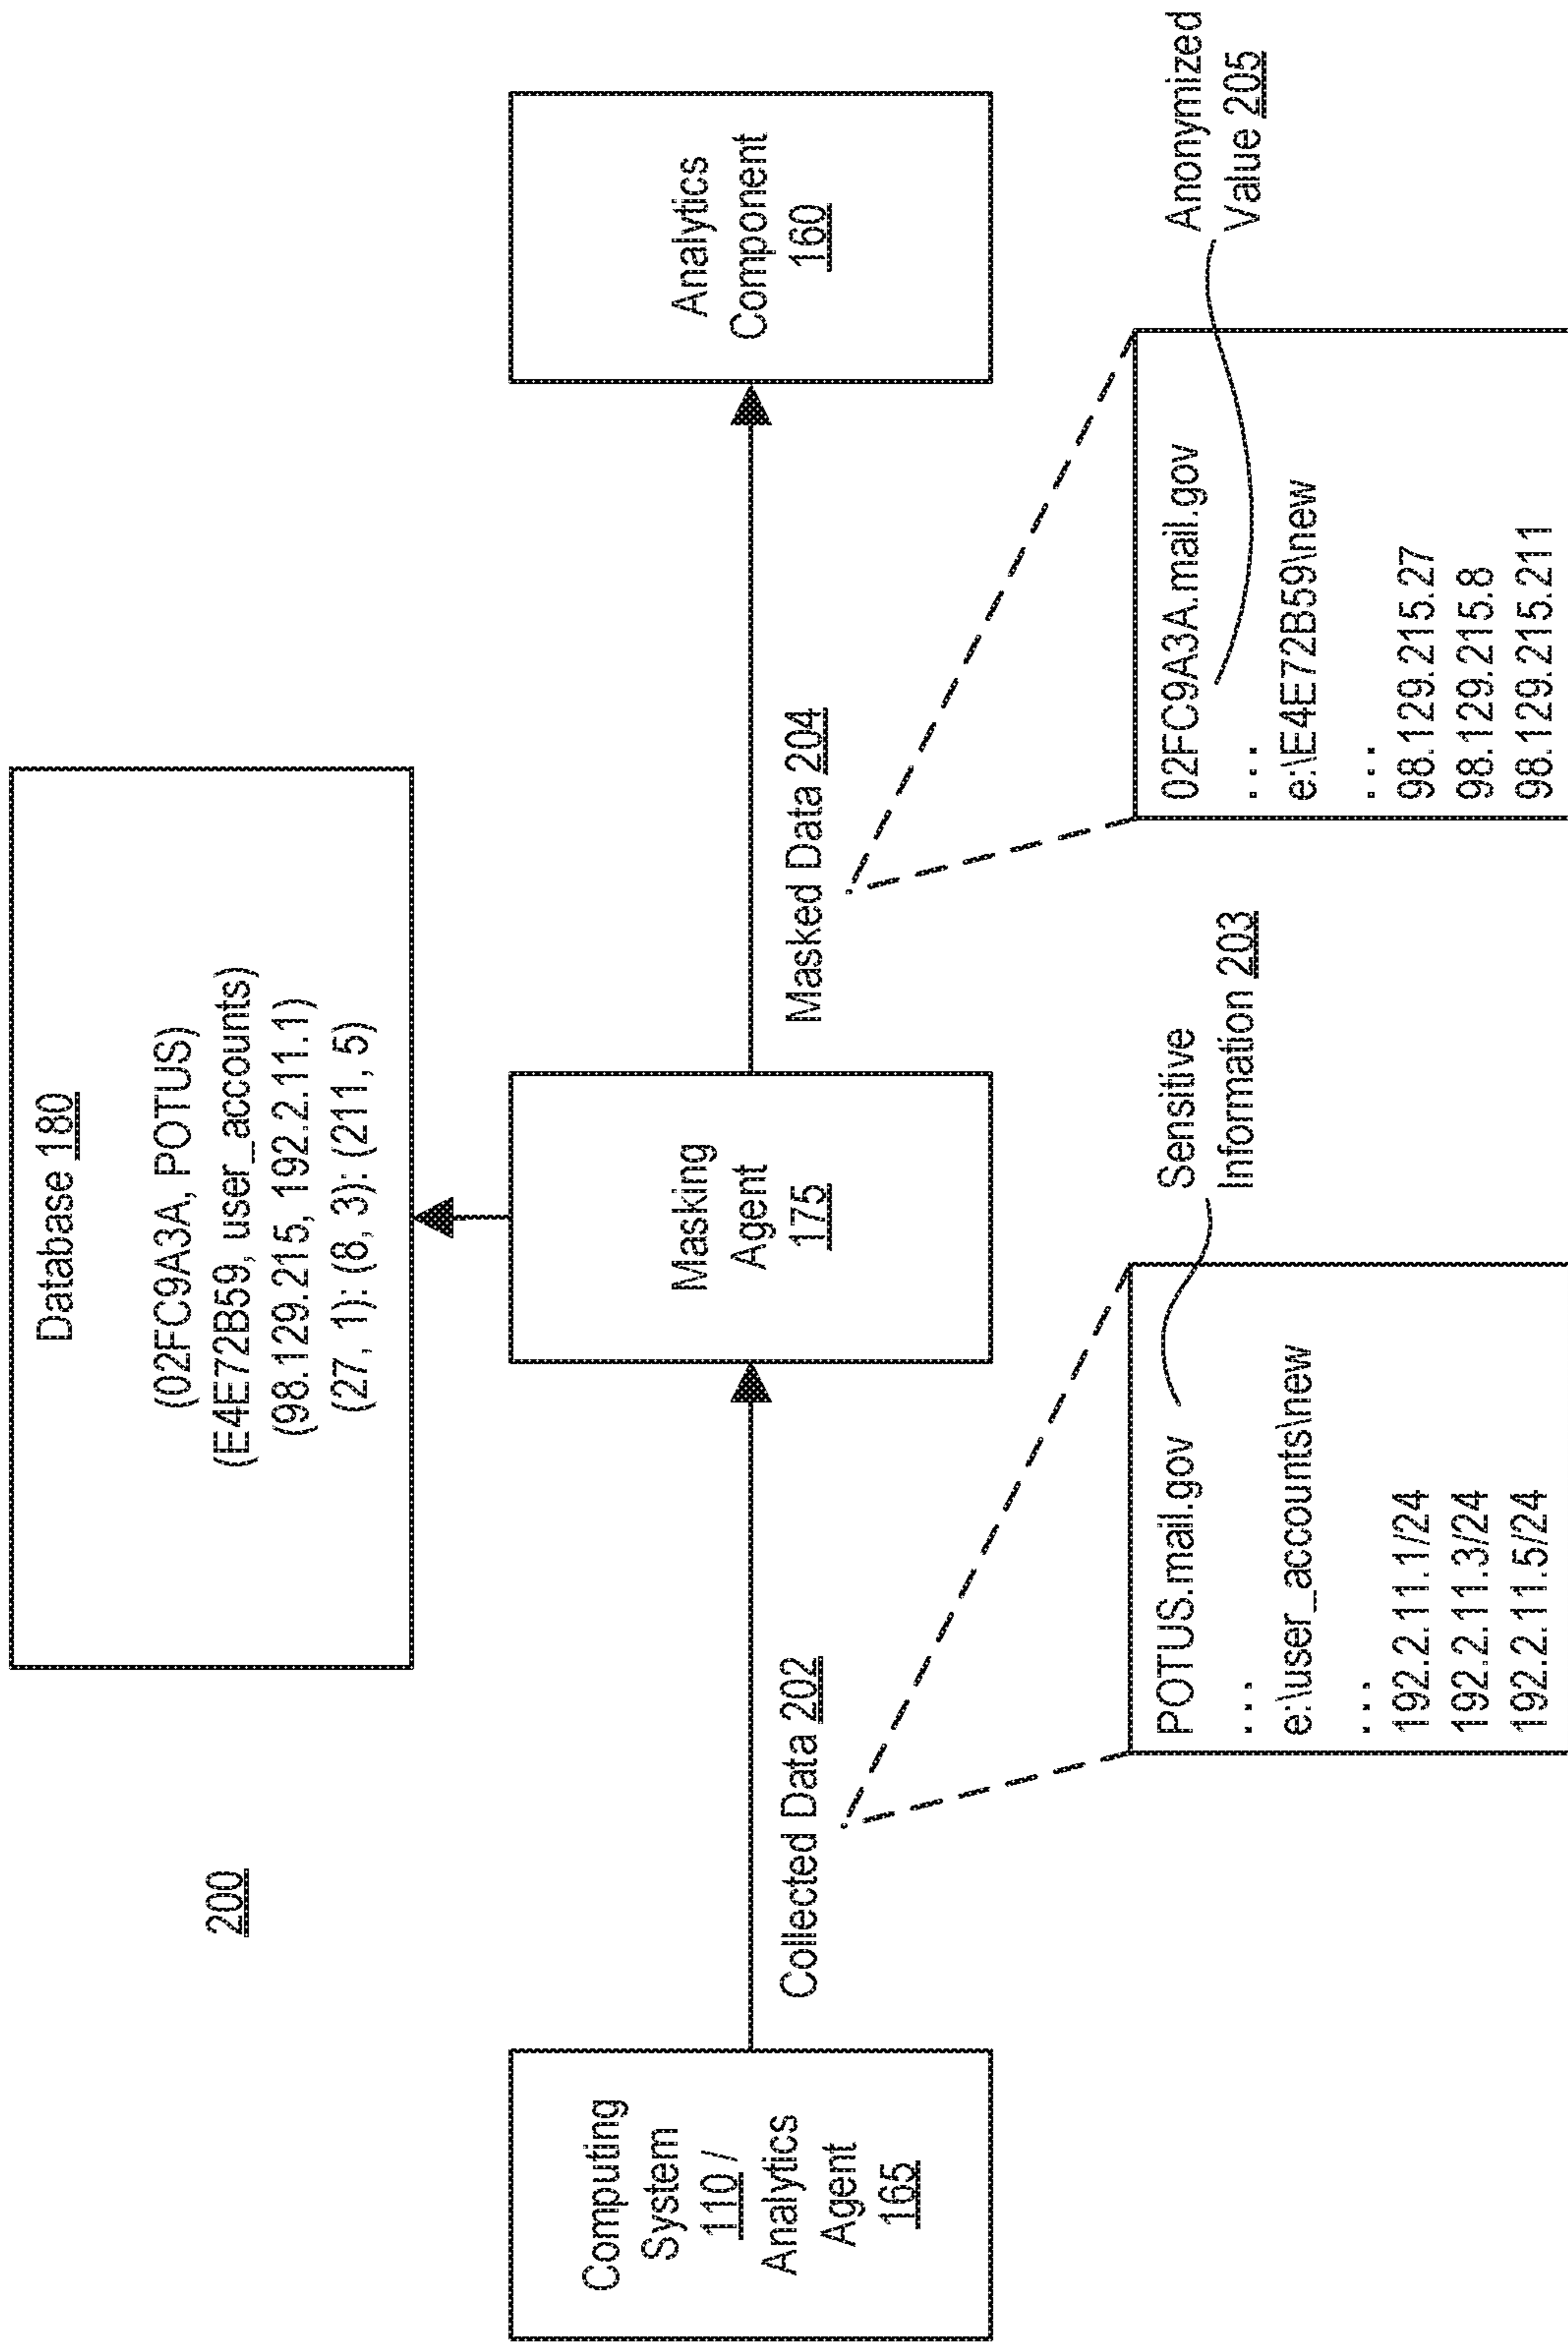 200
Database 180
(02FC9A3A, POTUS)
(E4E72B59, user_accounts)
(98.129.215, 192.2.11.1)
(27, 1): (8, 3): (211, 5)
Computing
System
110 /
Analytics
Agent
165
Collected Data 202
Masking
Agent
175
Masked Data 204
Analytics
Component
160
POTUS.mail.gov
...
e:\user_accounts\new
...
192.2.11.1/24
192.2.11.3/24
192.2.11.5/24
Sensitive
Information 203
02FC9A3A.mail.gov
...
e:\E4E72B59\new
...
98.129.215.27
98.129.215.8
98.129.215.211
Anonymized
Value 205